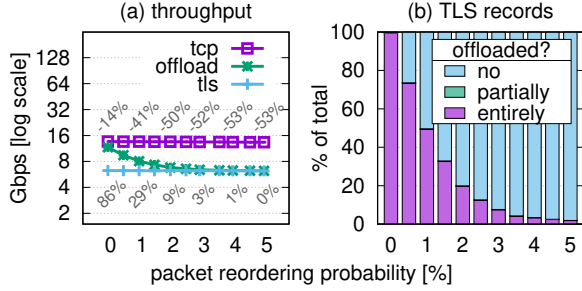 (a) throughput
Gbps [log scale]
128
64
32
16
8
4
2
tcp
offload
tls
-14%
-41%
-50%
-52%
-53%
-53%
86%
29%
9%
3%
1%
0%
0 1 2 3 4 5
(b) TLS records
% of total
100
80
60
40
20
0
offloaded?
no
partially
entirely
0 1 2 3 4 5
packet reordering probability [%]